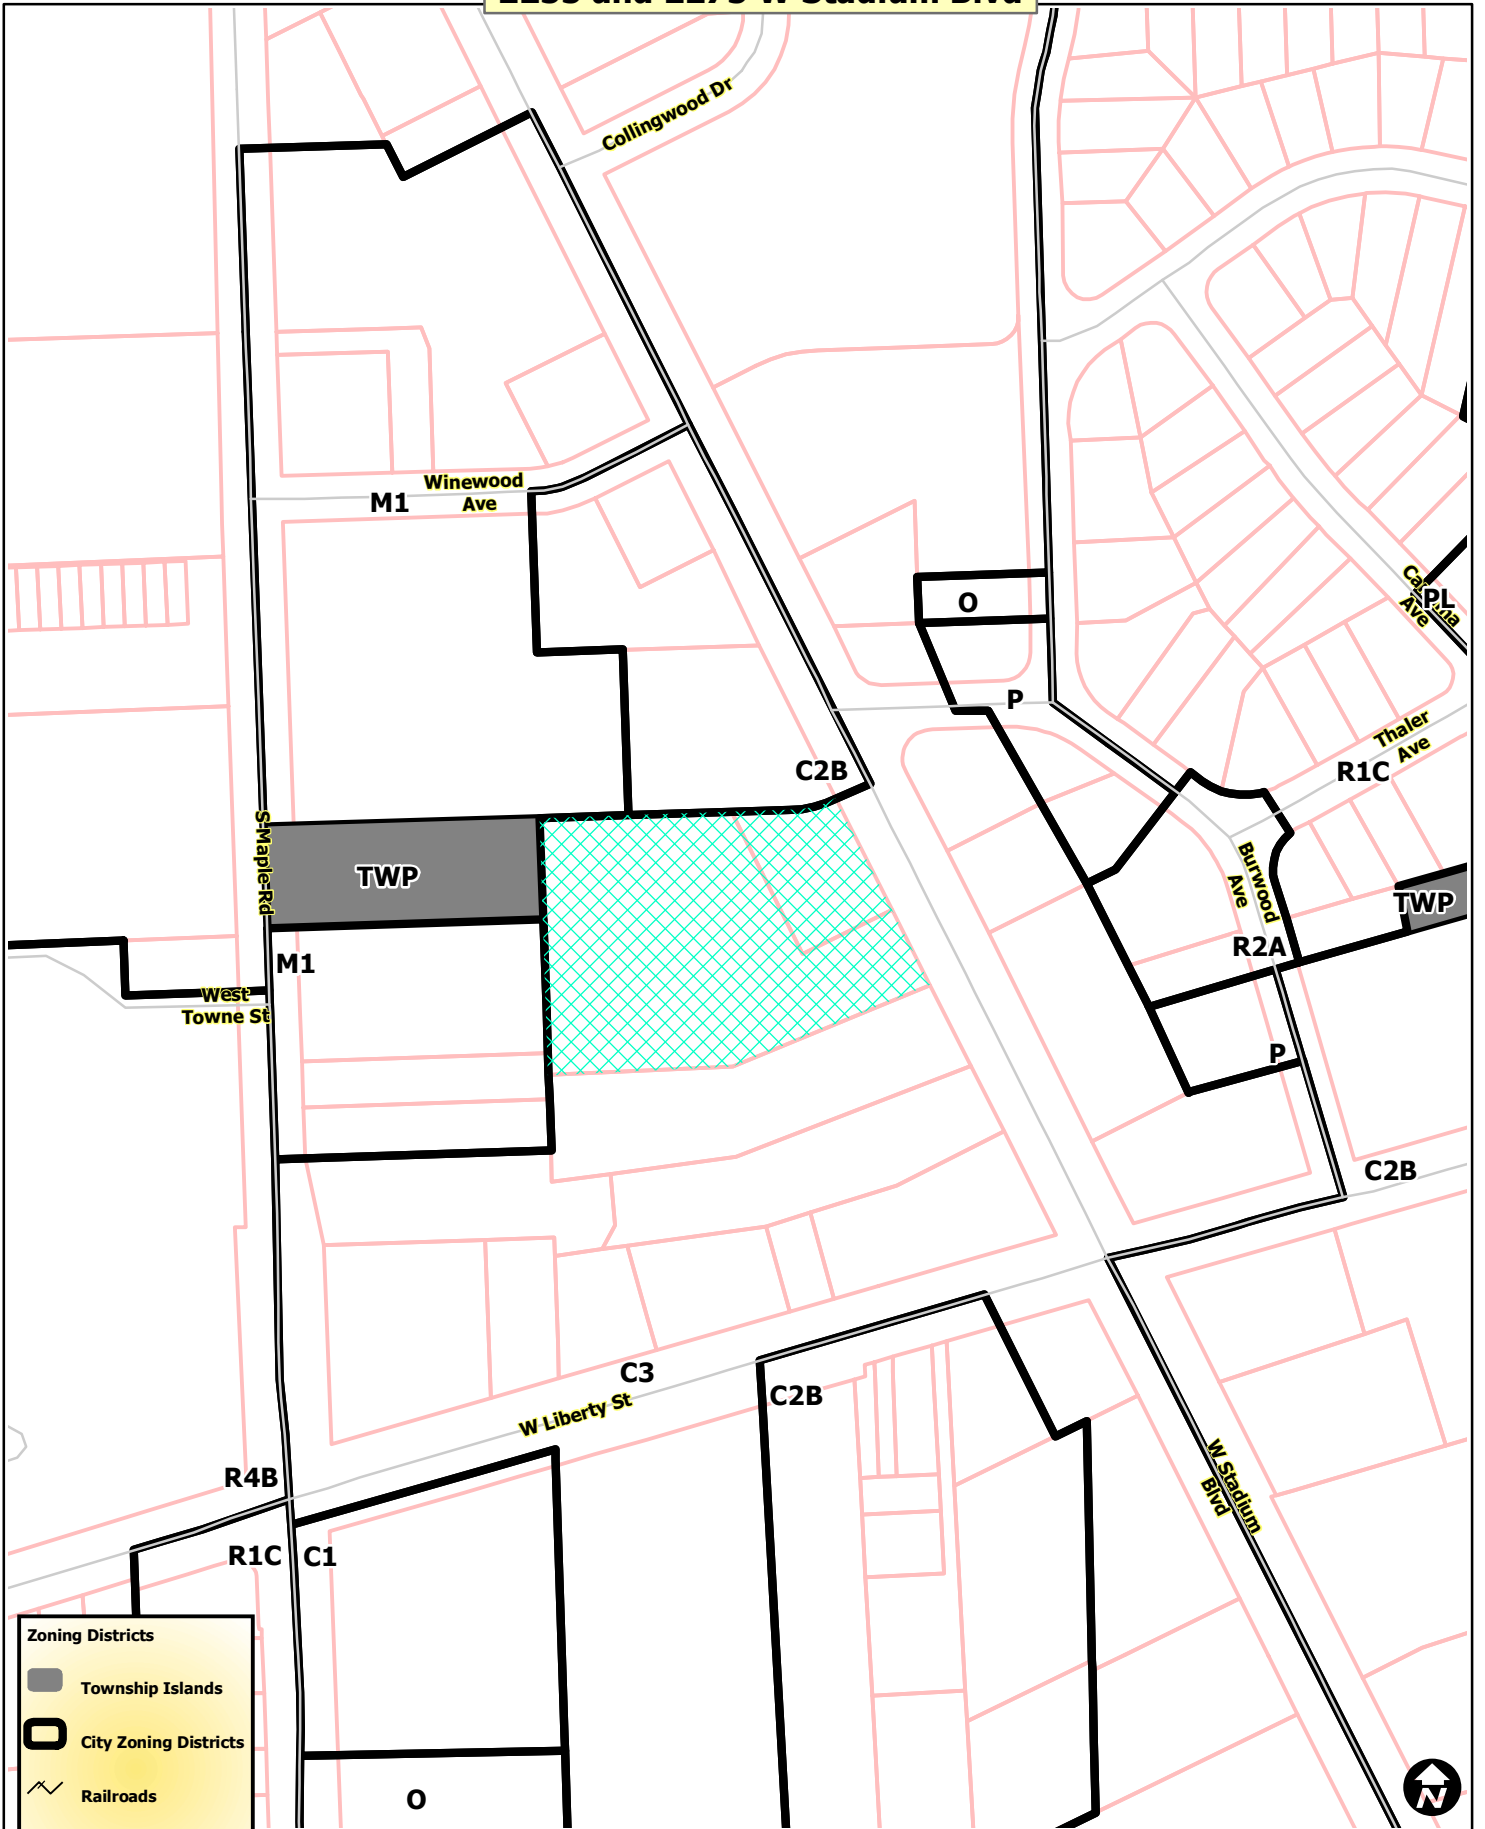 Collingwood Dr
Winewood
Ave
M1
O
PL
Ave
P
Thaler
Ave
R1C
C2B
S Maple Rd
TWP
Burwood
Ave
TWP
R2A
M1
West
Towne St
P
C2B
C3
C2B
W Liberty St
W Stadium
Blvd
R4B
R1C
C1
Zoning Districts
Township Islands
City Zoning Districts
Railroads
O
N